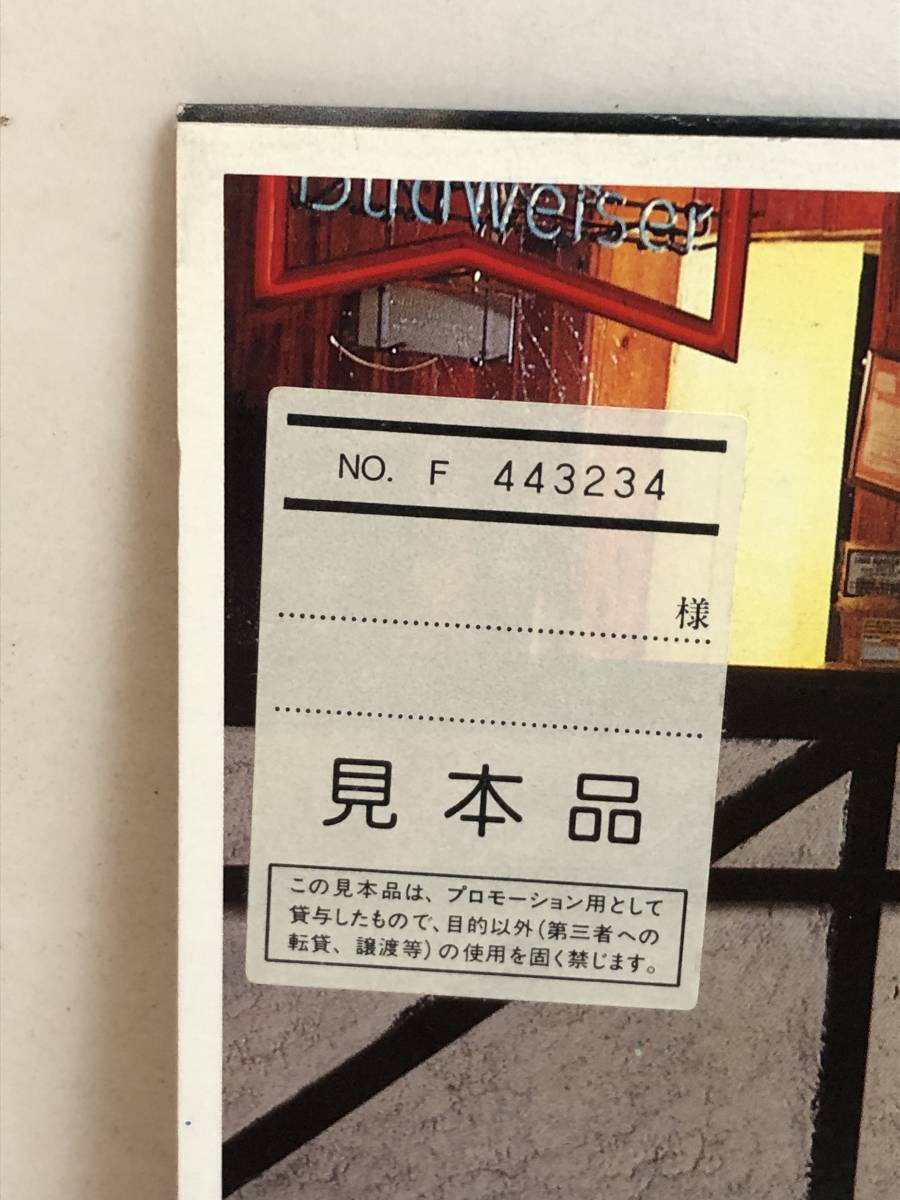 Budweiser
NO. F 443234
様
見本品
この見本品は、プロモーション用として
貸与したもので、目的以外(第三者への
転貸、譲渡等)の使用を固く禁じます。